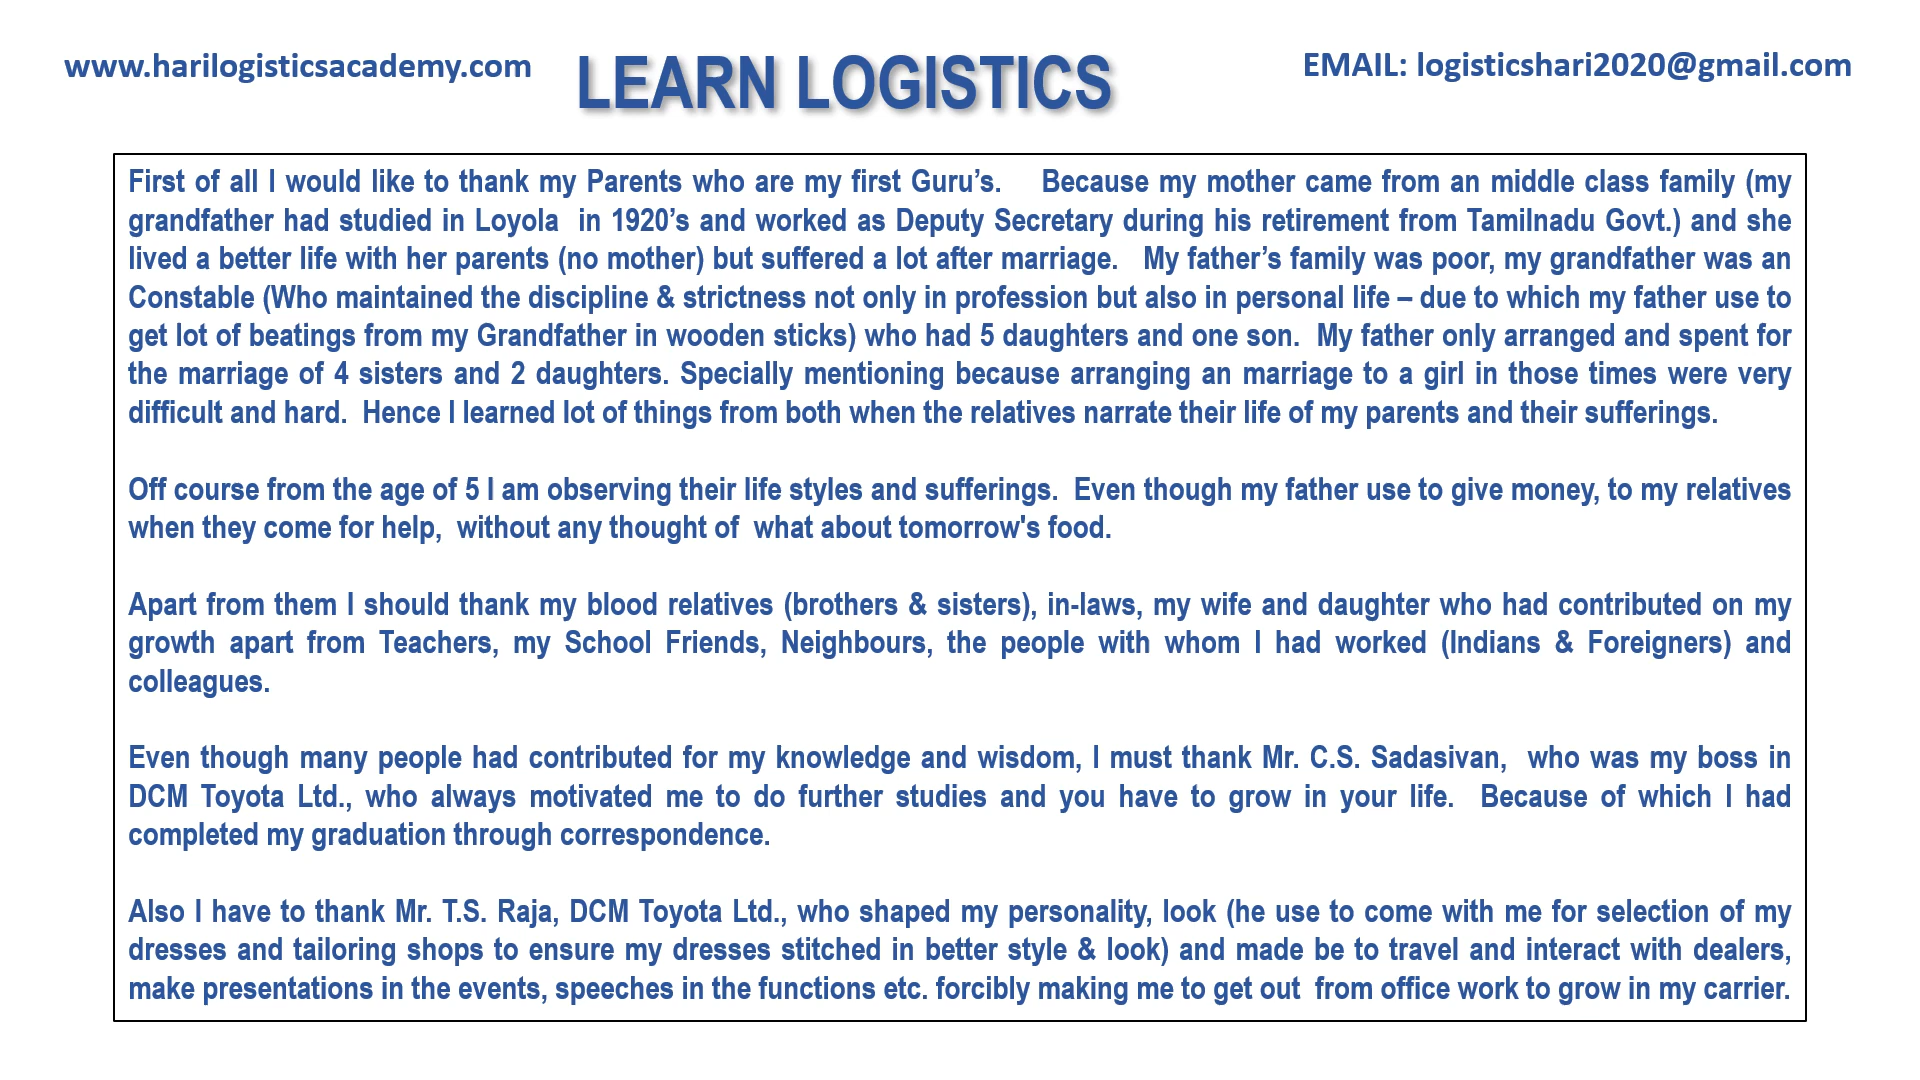 www.harilogisticsacademy.com
LEARN LOGISTICS
EMAIL: logisticshari2020@gmail.com
First of all I would like to thank my Parents who are my first Guru’s. Because my mother came from an middle class family (my
grandfather had studied in Loyola in 1920’s and worked as Deputy Secretary during his retirement from Tamilnadu Govt.) and she
lived a better life with her parents (no mother) but suffered a lot after marriage. My father’s family was poor, my grandfather was an
Constable (Who maintained the discipline & strictness not only in profession but also in personal life – due to which my father use to
get lot of beatings from my Grandfather in wooden sticks) who had 5 daughters and one son. My father only arranged and spent for
the marriage of 4 sisters and 2 daughters. Specially mentioning because arranging an marriage to a girl in those times were very
difficult and hard. Hence I learned lot of things from both when the relatives narrate their life of my parents and their sufferings.
Off course from the age of 5 I am observing their life styles and sufferings. Even though my father use to give money, to my relatives
when they come for help, without any thought of what about tomorrow's food.
Apart from them I should thank my blood relatives (brothers & sisters), in-laws, my wife and daughter who had contributed on my
growth apart from Teachers, my School Friends, Neighbours, the people with whom I had worked (Indians & Foreigners) and
colleagues.
Even though many people had contributed for my knowledge and wisdom, I must thank Mr. C.S. Sadasivan, who was my boss in
DCM Toyota Ltd., who always motivated me to do further studies and you have to grow in your life. Because of which I had
completed my graduation through correspondence.
Also I have to thank Mr. T.S. Raja, DCM Toyota Ltd., who shaped my personality, look (he use to come with me for selection of my
dresses and tailoring shops to ensure my dresses stitched in better style & look) and made be to travel and interact with dealers,
make presentations in the events, speeches in the functions etc. forcibly making me to get out from office work to grow in my carrier.